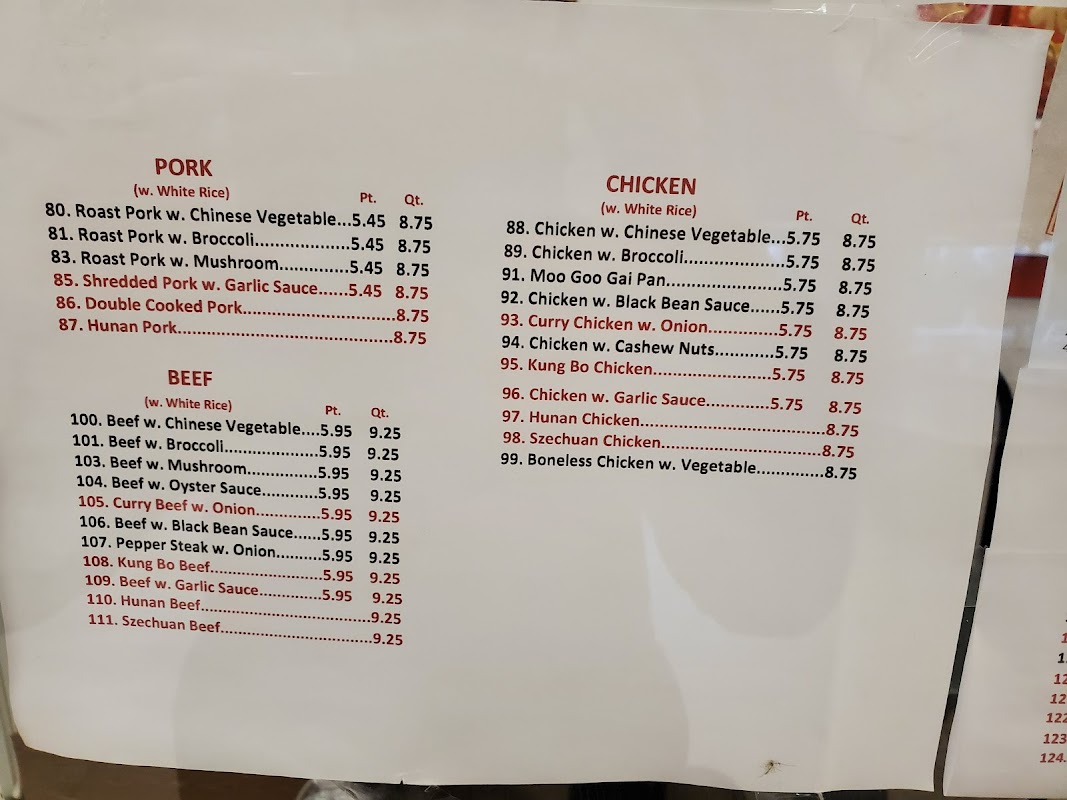 PORK
(w. White Rice)
Pt. Qt.
80. Roast Pork w. Chinese Vegetable...5.45 8.75
81. Roast Pork w. Broccoli....................5.45 8.75
83. Roast Pork w. Mushroom...............5.45 8.75
85. Shredded Pork w. Garlic Sauce......5.45 8.75
86. Double Cooked Pork...............................8.75
87. Hunan Pork...........................................8.75
BEEF
(w. White Rice)
Pt. Qt.
100. Beef w. Chinese Vegetable....5.95 9.25
101. Beef w. Broccoli...................5.95 9.25
103. Beef w. Mushroom..............5.95 9.25
104. Beef w. Oyster Sauce...........5.95 9.25
105. Curry Beef w. Onion.............5.95 9.25
106. Beef w. Black Bean Sauce......5.95 9.25
107. Pepper Steak w. Onion..........5.95 9.25
108. Kung Bo Beef.......................5.95 9.25
109. Beef w. Garlic Sauce.............5.95 9.25
110. Hunan Beef..................................9.25
111. Szechuan Beef...............................9.25
CHICKEN
(w. White Rice)
Pt. Qt.
88. Chicken w. Chinese Vegetable...5.75 8.75
89. Chicken w. Broccoli.....................5.75 8.75
91. Moo Goo Gai Pan........................5.75 8.75
92. Chicken w. Black Bean Sauce......5.75 8.75
93. Curry Chicken w. Onion..............5.75 8.75
94. Chicken w. Cashew Nuts............5.75 8.75
95. Kung Bo Chicken........................5.75 8.75
96. Chicken w. Garlic Sauce.............5.75 8.75
97. Hunan Chicken.....................................8.75
98. Szechuan Chicken................................8.75
99. Boneless Chicken w. Vegetable.............8.75
122
123
124.